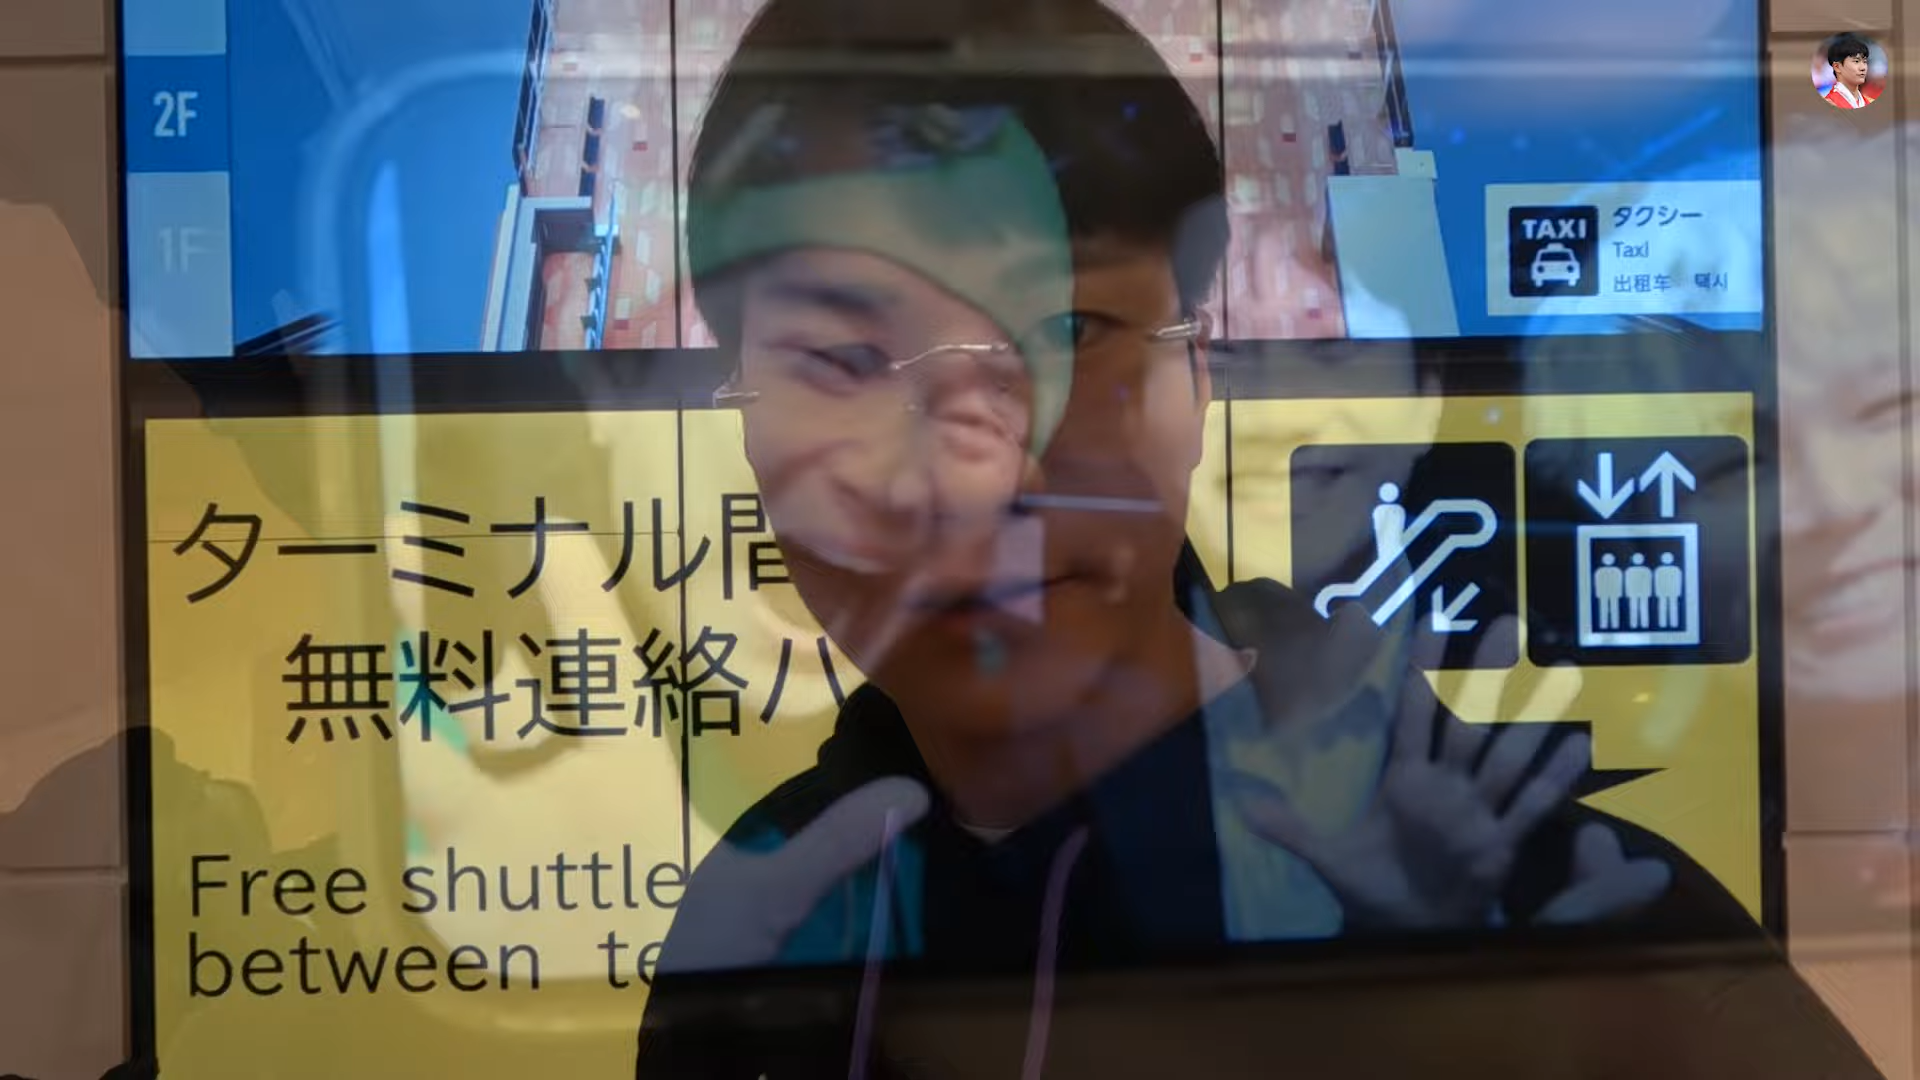 2F
1F
TAXI
タクシー
Taxi
出租车 택시
ターミナル間
無料連絡バ
Free shuttle
between te